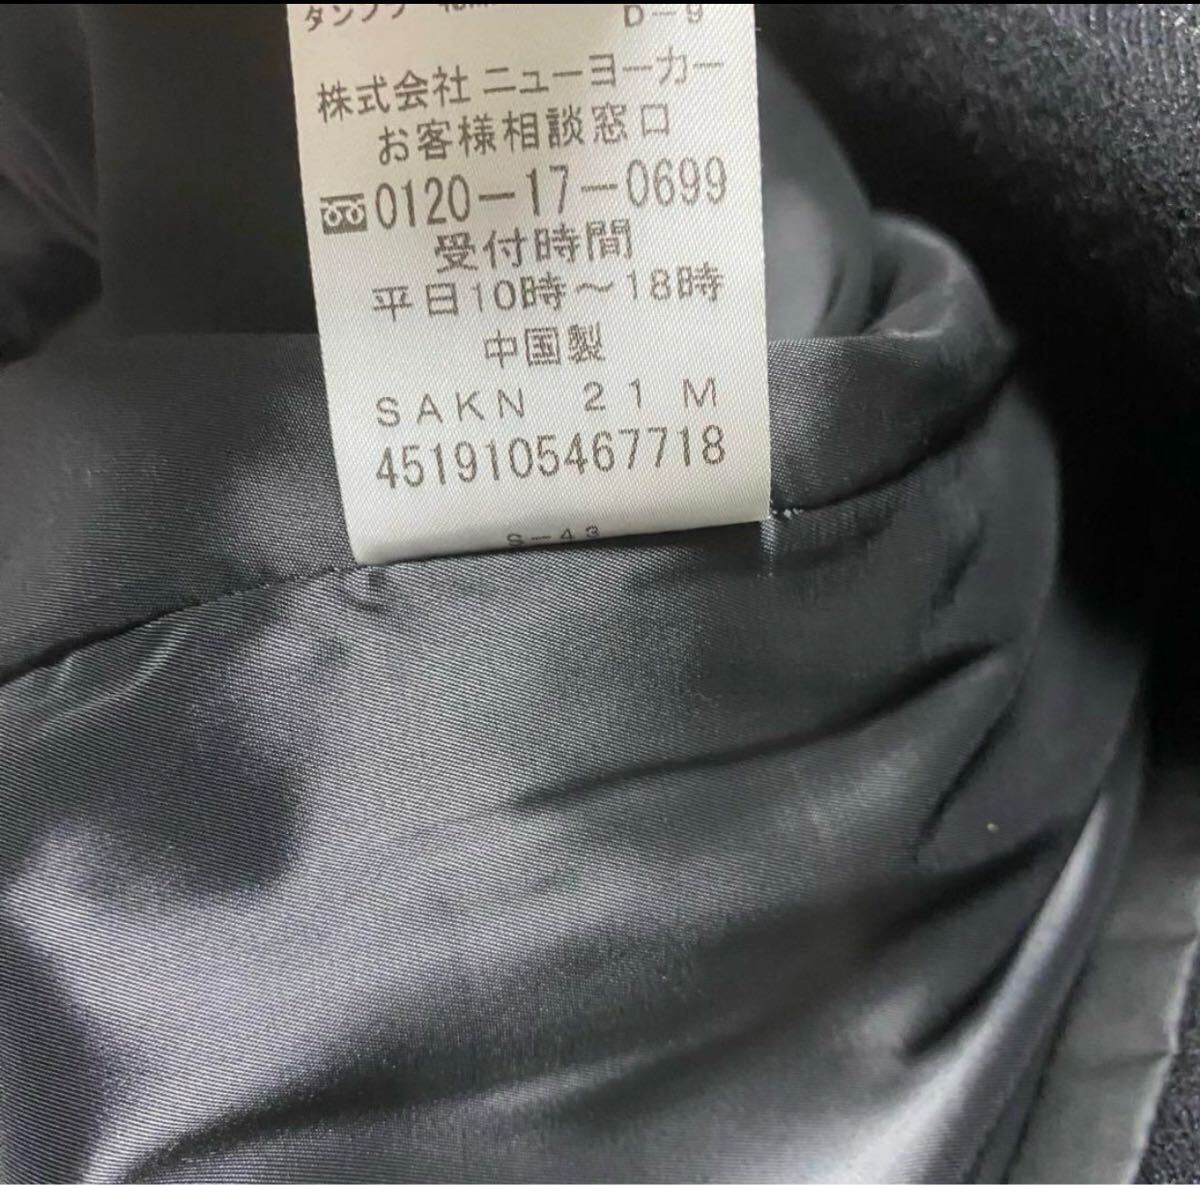 D-9
株式会社 ニューヨーカー
お客様相談窓口
0120-17-0699
受付時間
平日10時〜18時
中国製
SAKN 21 M
4519105467718
S-43